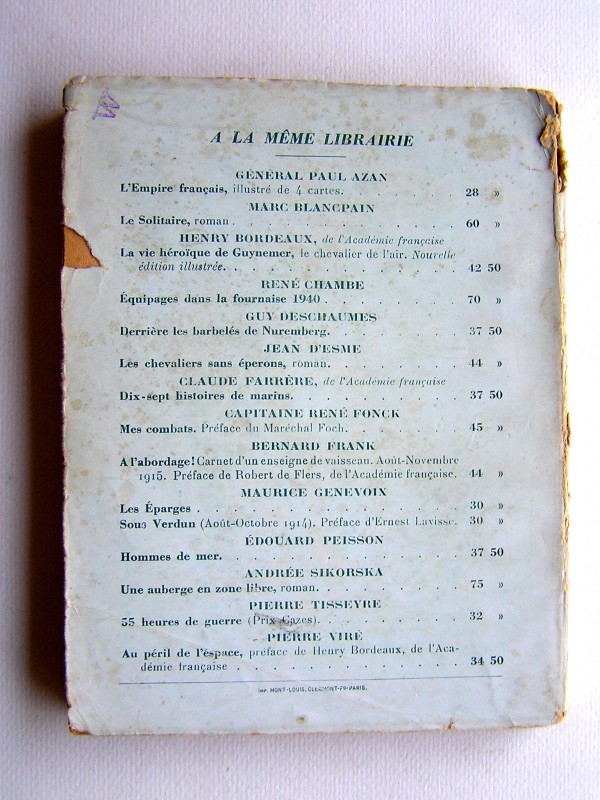 A LA MÊME LIBRAIRIE
GÉNÉRAL PAUL AZAN
L'Empire français, illustré de 4 cartes. . . . . . . . 28 »
MARC BLANCPAIN
Le Solitaire, roman . . . . . . . . . . . . . 60 »
HENRY BORDEAUX, de l'Académie française
La vie héroïque de Guynemer, le chevalier de l'air. Nouvelle
édition illustrée. . . . . . . . . . . . . 42 50
RENÉ CHAMBE
Équipages dans la fournaise 1940 . . . . . . . . 70 »
GUY DESCHAUMES
Derrière les barbelés de Nuremberg. . . . . . . . 37 50
JEAN D'ESME
Les chevaliers sans éperons, roman. . . . . . . . 44 »
CLAUDE FARRÈRE, de l'Académie française
Dix-sept histoires de marins. . . . . . . . . . 37 50
CAPITAINE RENÉ FONCK
Mes combats. Préface du Maréchal Foch. . . . . . . 45 »
BERNARD FRANK
A l'abordage! Carnet d'un enseigne de vaisseau. Août-Novembre
1915. Préface de Robert de Flers, de l'Académie française. 44 »
MAURICE GENEVOIX
Les Éparges . . . . . . . . . . . . . . 30 »
Sous Verdun (Août-Octobre 1914). Préface d'Ernest Lavisse. 30 »
ÉDOUARD PEISSON
Hommes de mer. . . . . . . . . . . . . 37 50
ANDRÉE SIKORSKA
Une auberge en zone libre, roman. . . . . . . . . 75 »
PIERRE TISSEYRE
55 heures de guerre (Prix Cazes). . . . . . . . . 32 »
PIERRE VIRÉ
Au péril de l'espace, préface de Henry Bordeaux, de l'Aca-
démie française . . . . . . . . . . . . . 34 50
IMP. MONT-LOUIS, CLERMONT-FD-PARIS.